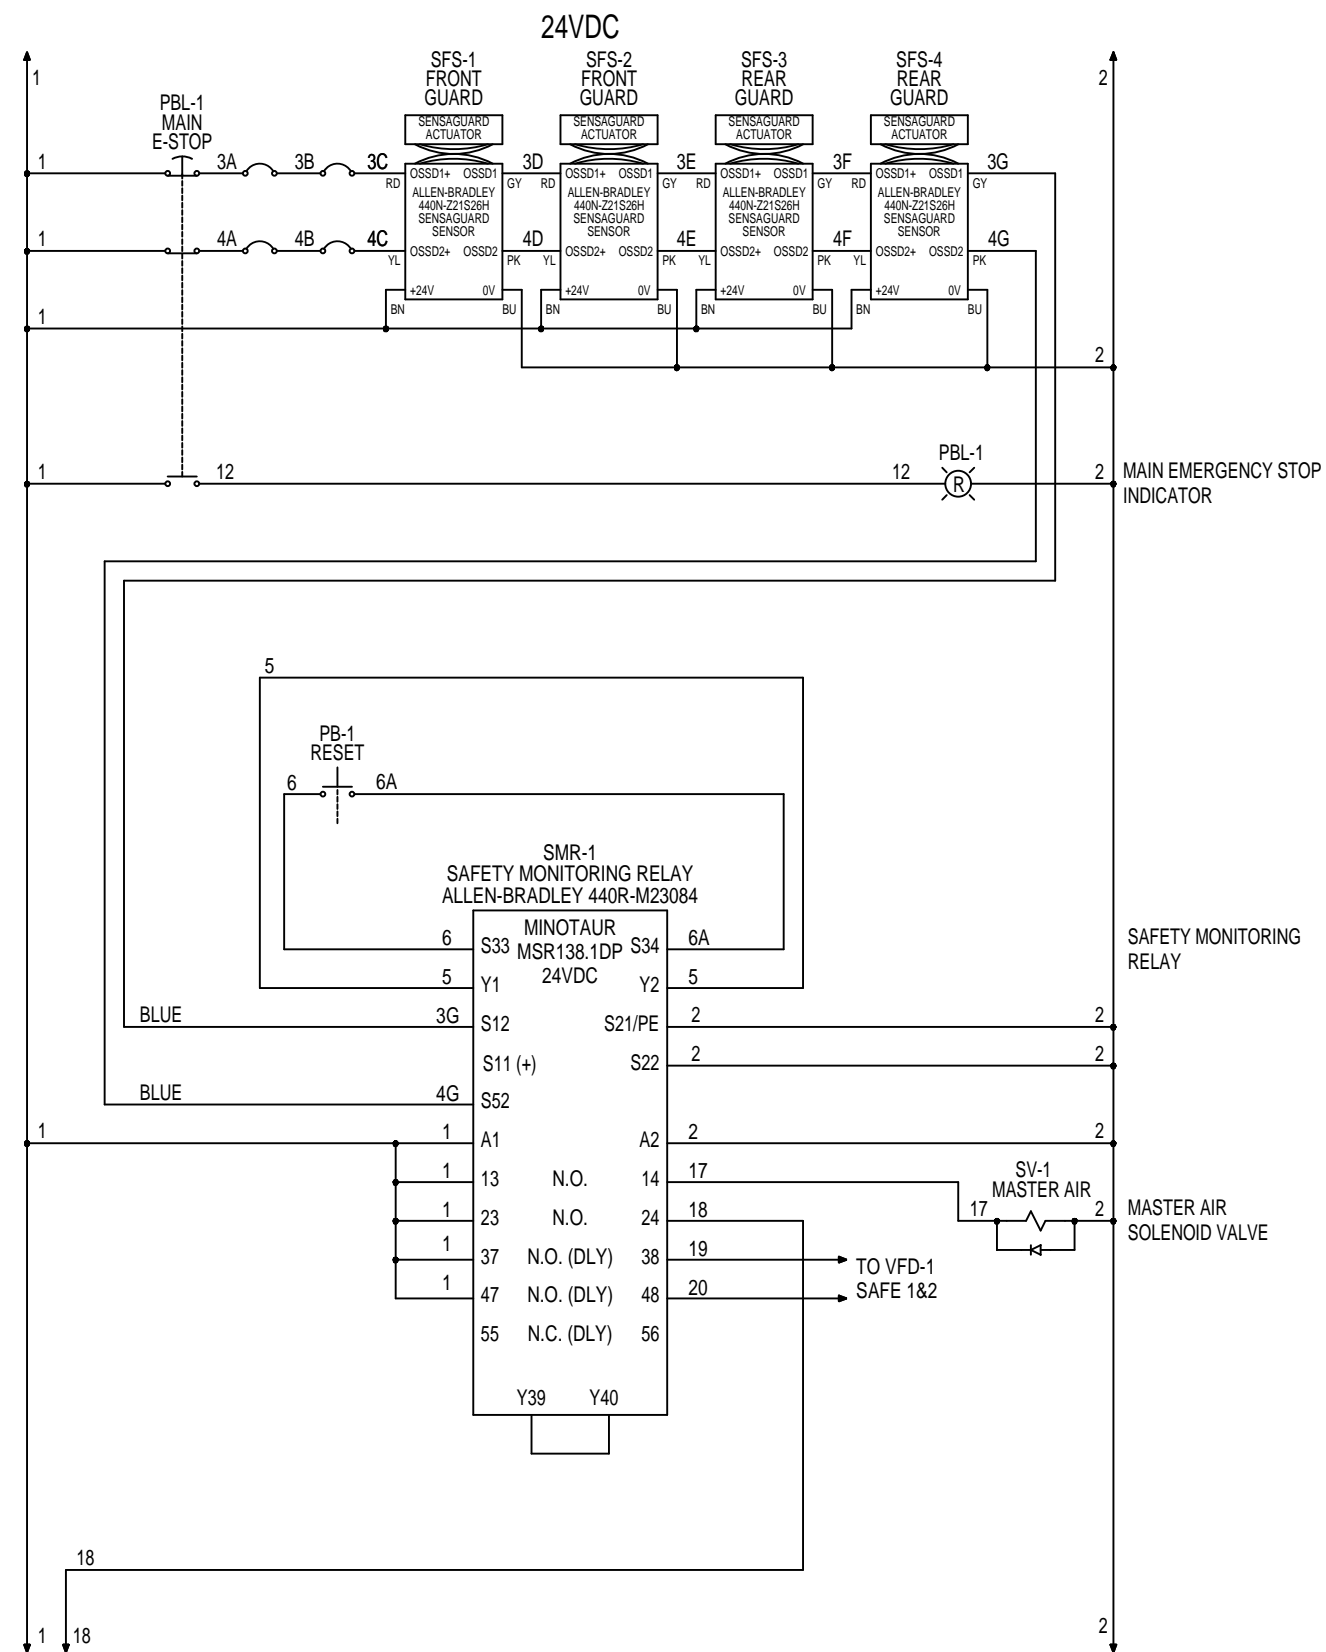 24VDC
1
2
PBL-1
MAIN
E-STOP
SFS-1
FRONT
GUARD
SFS-2
FRONT
GUARD
SFS-3
REAR
GUARD
SFS-4
REAR
GUARD
SENSAGUARD
ACTUATOR
SENSAGUARD
ACTUATOR
SENSAGUARD
ACTUATOR
SENSAGUARD
ACTUATOR
1 3A 3B 3C 3D 3E 3F 3G
OSSD1+ OSSD1
OSSD1+ OSSD1
OSSD1+ OSSD1
OSSD1+ OSSD1
RD GY RD GY RD GY RD GY
ALLEN-BRADLEY
440N-Z21S26H
SENSAGUARD
SENSOR
ALLEN-BRADLEY
440N-Z21S26H
SENSAGUARD
SENSOR
ALLEN-BRADLEY
440N-Z21S26H
SENSAGUARD
SENSOR
ALLEN-BRADLEY
440N-Z21S26H
SENSAGUARD
SENSOR
1 4A 4B 4C 4D 4E 4F 4G
OSSD2+ OSSD2
OSSD2+ OSSD2
OSSD2+ OSSD2
OSSD2+ OSSD2
YL PK YL PK YL PK YL PK
+24V 0V
+24V 0V
+24V 0V
+24V 0V
BN BU BN BU BN BU BN BU
1
2
PBL-1
1 12 12 R 2
MAIN EMERGENCY STOP
INDICATOR
5
PB-1
RESET
6 6A
SMR-1
SAFETY MONITORING RELAY
ALLEN-BRADLEY 440R-M23084
MINOTAUR
MSR138.1DP
24VDC
6 S33 S34 6A
5 Y1 Y2 5
SAFETY MONITORING
RELAY
BLUE 3G S12 S21/PE 2 2
S11 (+) S22 2 2
BLUE 4G S52
1 1 A1 A2 2 2
1 13 N.O. 14 17
SV-1
MASTER AIR
17 2
MASTER AIR
SOLENOID VALVE
1 23 N.O. 24 18
1 37 N.O. (DLY) 38 19
1 47 N.O. (DLY) 48 20
TO VFD-1
SAFE 1&2
55 N.C. (DLY) 56
Y39 Y40
18
1 18 2